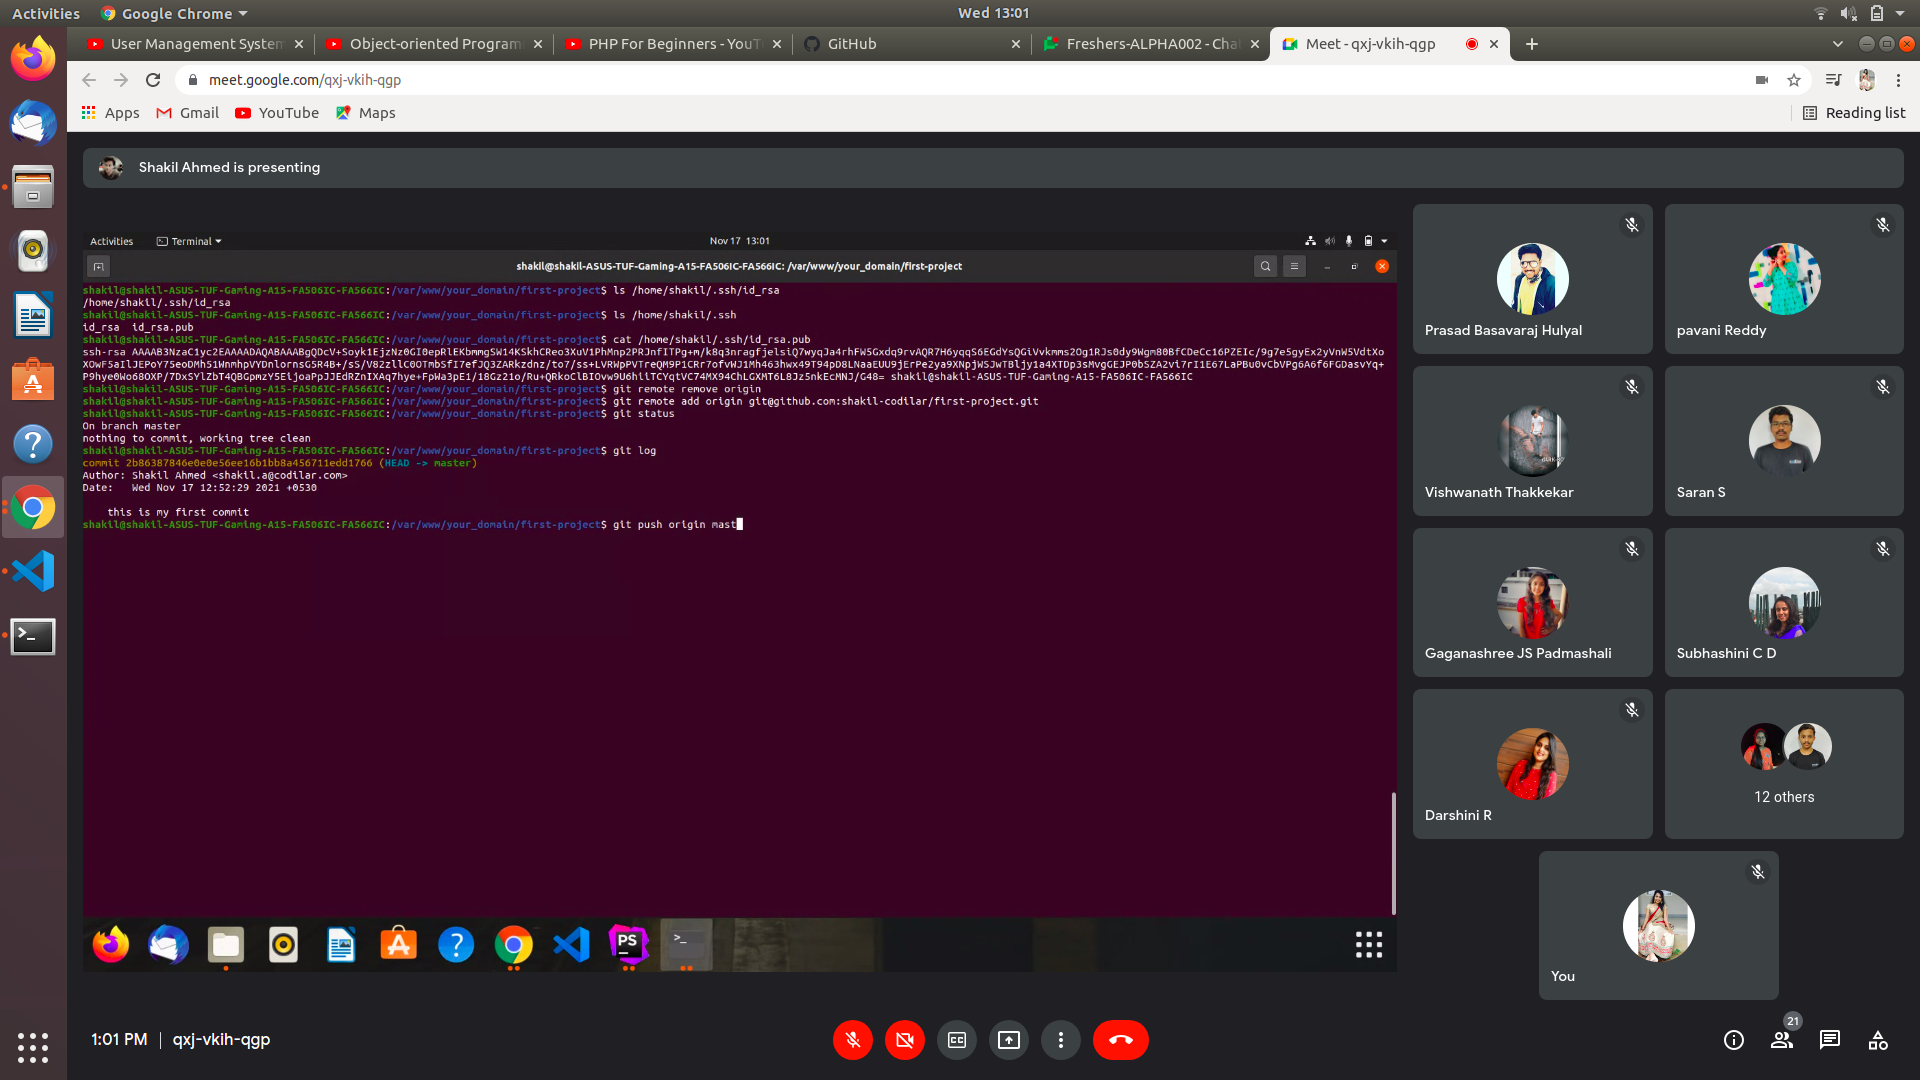 Activities Google Chrome Wed 13:01
User Management System Object-oriented Program PHP For Beginners - YouT GitHub Freshers-ALPHA002 - Cha Meet - qxj-vkih-qgp
meet.google.com/qxj-vkih-qgp
Apps Gmail YouTube Maps Reading list
Shakil Ahmed is presenting
Activities Terminal Nov 17 13:01
shakil@shakil-ASUS-TUF-Gaming-A15-FA506IC-FA566IC: /var/www/your_domain/first-project
shakil@shakil-ASUS-TUF-Gaming-A15-FA506IC-FA566IC:/var/www/your_domain/first-project$ ls /home/shakil/.ssh/id_rsa
/home/shakil/.ssh/id_rsa
shakil@shakil-ASUS-TUF-Gaming-A15-FA506IC-FA566IC:/var/www/your_domain/first-project$ ls /home/shakil/.ssh
id_rsa id_rsa.pub
shakil@shakil-ASUS-TUF-Gaming-A15-FA506IC-FA566IC:/var/www/your_domain/first-project$ cat /home/shakil/.ssh/id_rsa.pub
ssh-rsa
shakil@shakil-ASUS-TUF-Gaming-A15-FA506IC-FA566IC
shakil@shakil-ASUS-TUF-Gaming-A15-FA506IC-FA566IC:/var/www/your_domain/first-project$ git remote remove origin
shakil@shakil-ASUS-TUF-Gaming-A15-FA506IC-FA566IC:/var/www/your_domain/first-project$ git remote add origin git@github.com:shakil-codilar/first-project.git
shakil@shakil-ASUS-TUF-Gaming-A15-FA506IC-FA566IC:/var/www/your_domain/first-project$ git status
On branch master
nothing to commit, working tree clean
shakil@shakil-ASUS-TUF-Gaming-A15-FA506IC-FA566IC:/var/www/your_domain/first-project$ git log
commit 2b86387846e0e0e56ee16b1bb8a456711edd1766 (HEAD -> master)
Author: Shakil Ahmed <shakil.a@codilar.com>
Date: Wed Nov 17 12:52:29 2021 +0530
this is my first commit
shakil@shakil-ASUS-TUF-Gaming-A15-FA506IC-FA566IC:/var/www/your_domain/first-project$ git push origin mast
PS
Prasad Basavaraj Hulyal
pavani Reddy
Vishwanath Thakkekar
Saran S
Gaganashree JS Padmashali
Subhashini C D
Darshini R
12 others
You
1:01 PM | qxj-vkih-qgp
21